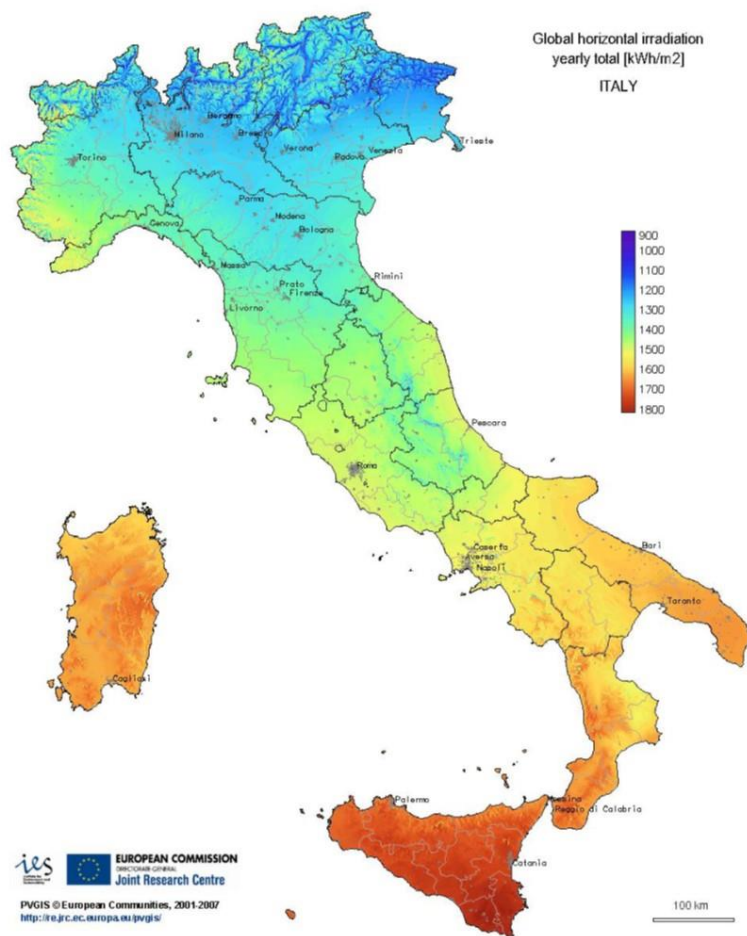 Global horizontal irradiation
yearly total [kWh/m2]
ITALY
Bergamo
Milano
Brescia
Trieste
Verona
Venezia
Torino
Padova
Parma
Modena
Genova
Bologna
Massa
Rimini
Prato
Firenze
Livorno
900
1000
1100
1200
1300
1400
1500
1600
1700
1800
Pescara
Roma
Bari
Caserta
Aversa
Napoli
Taranto
Cagliari
Palermo
Messina
Reggio di Calabria
Catania
ies
EUROPEAN COMMISSION
DIRECTORATE-GENERAL
Joint Research Centre
PVGIS © European Communities, 2001-2007
http://re.jrc.ec.europa.eu/pvgis/
100 km